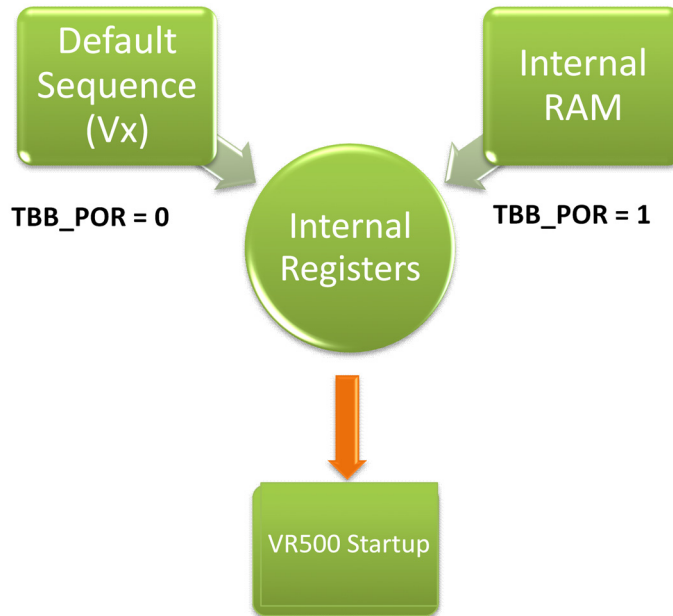 Default
Sequence
(Vx)
Internal
RAM
TBB_POR = 0
TBB_POR = 1
Internal
Registers
VR500 Startup